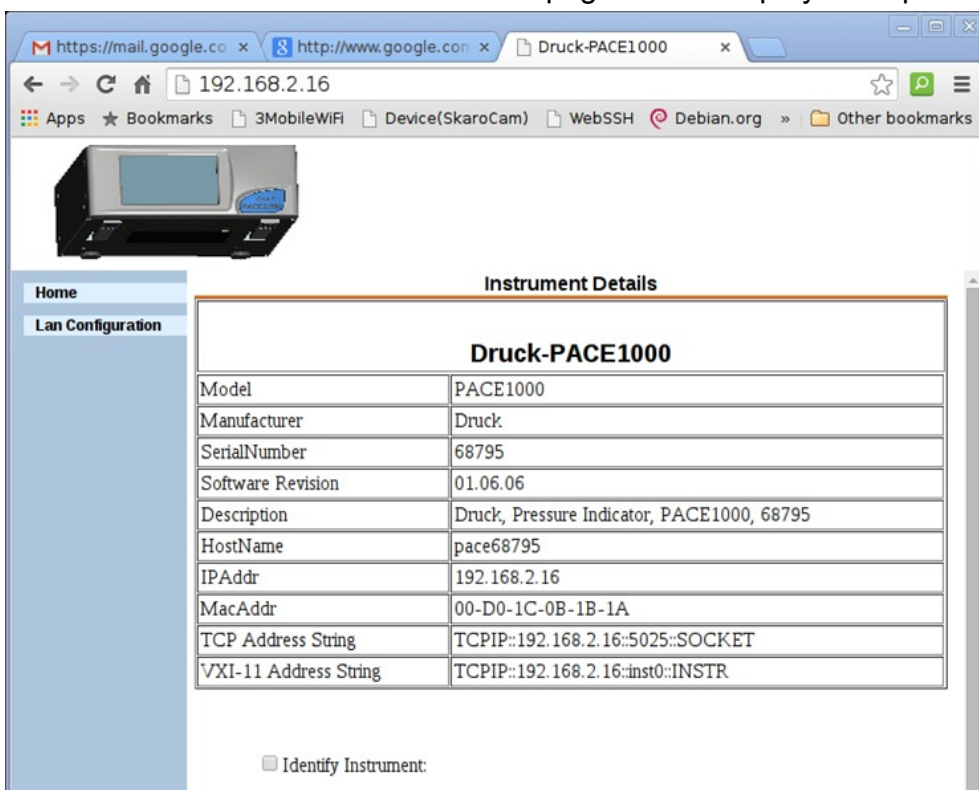 https://mail.google.co
http://www.google.con
Druck-PACE1000
192.168.2.16
Apps Bookmarks 3MobileWiFi Device(SkaroCam) WebSSH Debian.org » Other bookmarks
PACE1000
Home
Lan Configuration
Instrument Details
Druck-PACE1000
Model PACE1000
Manufacturer Druck
SerialNumber 68795
Software Revision 01.06.06
Description Druck, Pressure Indicator, PACE1000, 68795
HostName pace68795
IPAddr 192.168.2.16
MacAddr 00-D0-1C-0B-1B-1A
TCP Address String TCPIP::192.168.2.16::5025::SOCKET
VXI-11 Address String TCPIP::192.168.2.16::inst0::INSTR
Identify Instrument: